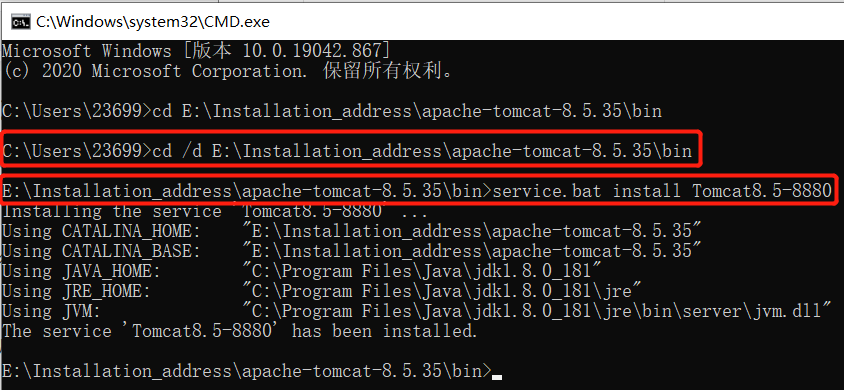 C:\Windows\system32\CMD.exe
Microsoft Windows [版本 10.0.19042.867]
(c) 2020 Microsoft Corporation. 保留所有权利。
C:\Users\23699>cd E:\Installation_address\apache-tomcat-8.5.35\bin
C:\Users\23699>cd /d E:\Installation_address\apache-tomcat-8.5.35\bin
E:\Installation_address\apache-tomcat-8.5.35\bin>service.bat install Tomcat8.5-8880
Installing the service 'Tomcat8.5-8880' ...
Using CATALINA_HOME:    "E:\Installation_address\apache-tomcat-8.5.35"
Using CATALINA_BASE:    "E:\Installation_address\apache-tomcat-8.5.35"
Using JAVA_HOME:        "C:\Program Files\Java\jdk1.8.0_181"
Using JRE_HOME:         "C:\Program Files\Java\jdk1.8.0_181\jre"
Using JVM:              "C:\Program Files\Java\jdk1.8.0_181\jre\bin\server\jvm.dll"
The service 'Tomcat8.5-8880' has been installed.
E:\Installation_address\apache-tomcat-8.5.35\bin>